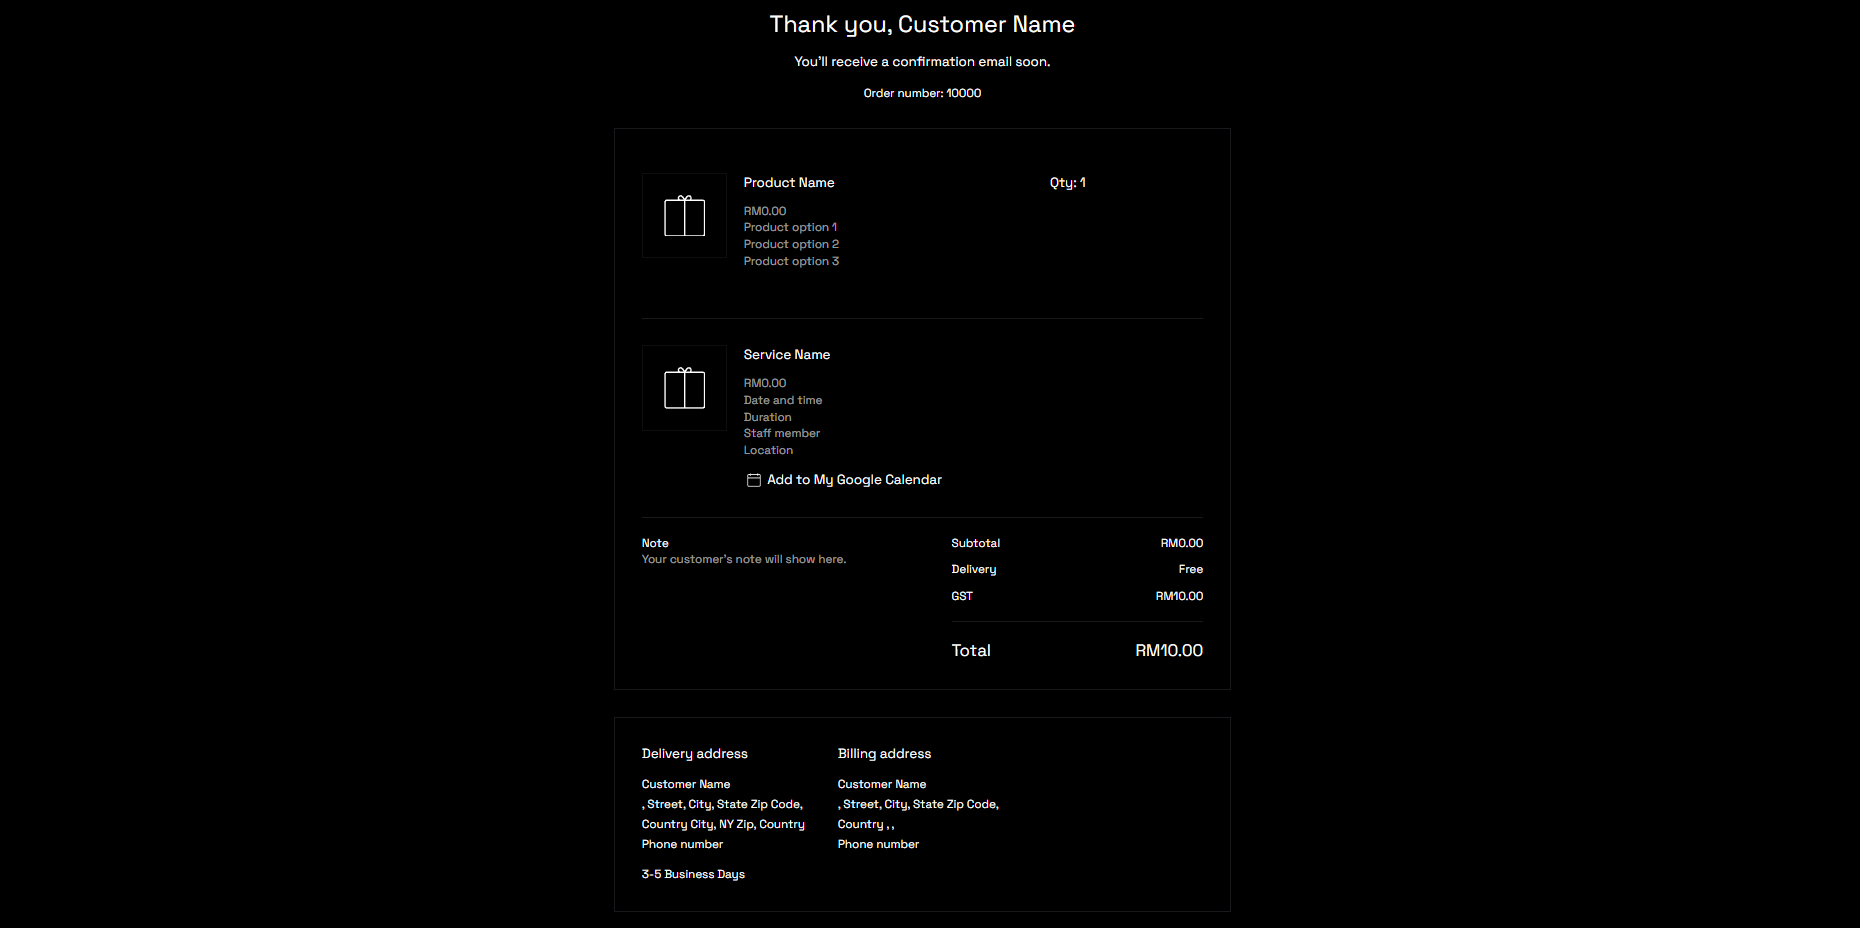 Thank you, Customer Name
You'll receive a confirmation email soon.
Order number: 10000
Product Name
Qty: 1
RM0.00
Product option 1
Product option 2
Product option 3
Service Name
RM0.00
Date and time
Duration
Staff member
Location
Add to My Google Calendar
Note
Your customer's note will show here.
Subtotal RM0.00
Delivery Free
GST RM10.00
Total RM10.00
Delivery address
Customer Name
, Street, City, State Zip Code,
Country City, NY Zip, Country
Phone number
3-5 Business Days
Billing address
Customer Name
, Street, City, State Zip Code,
Country , ,
Phone number